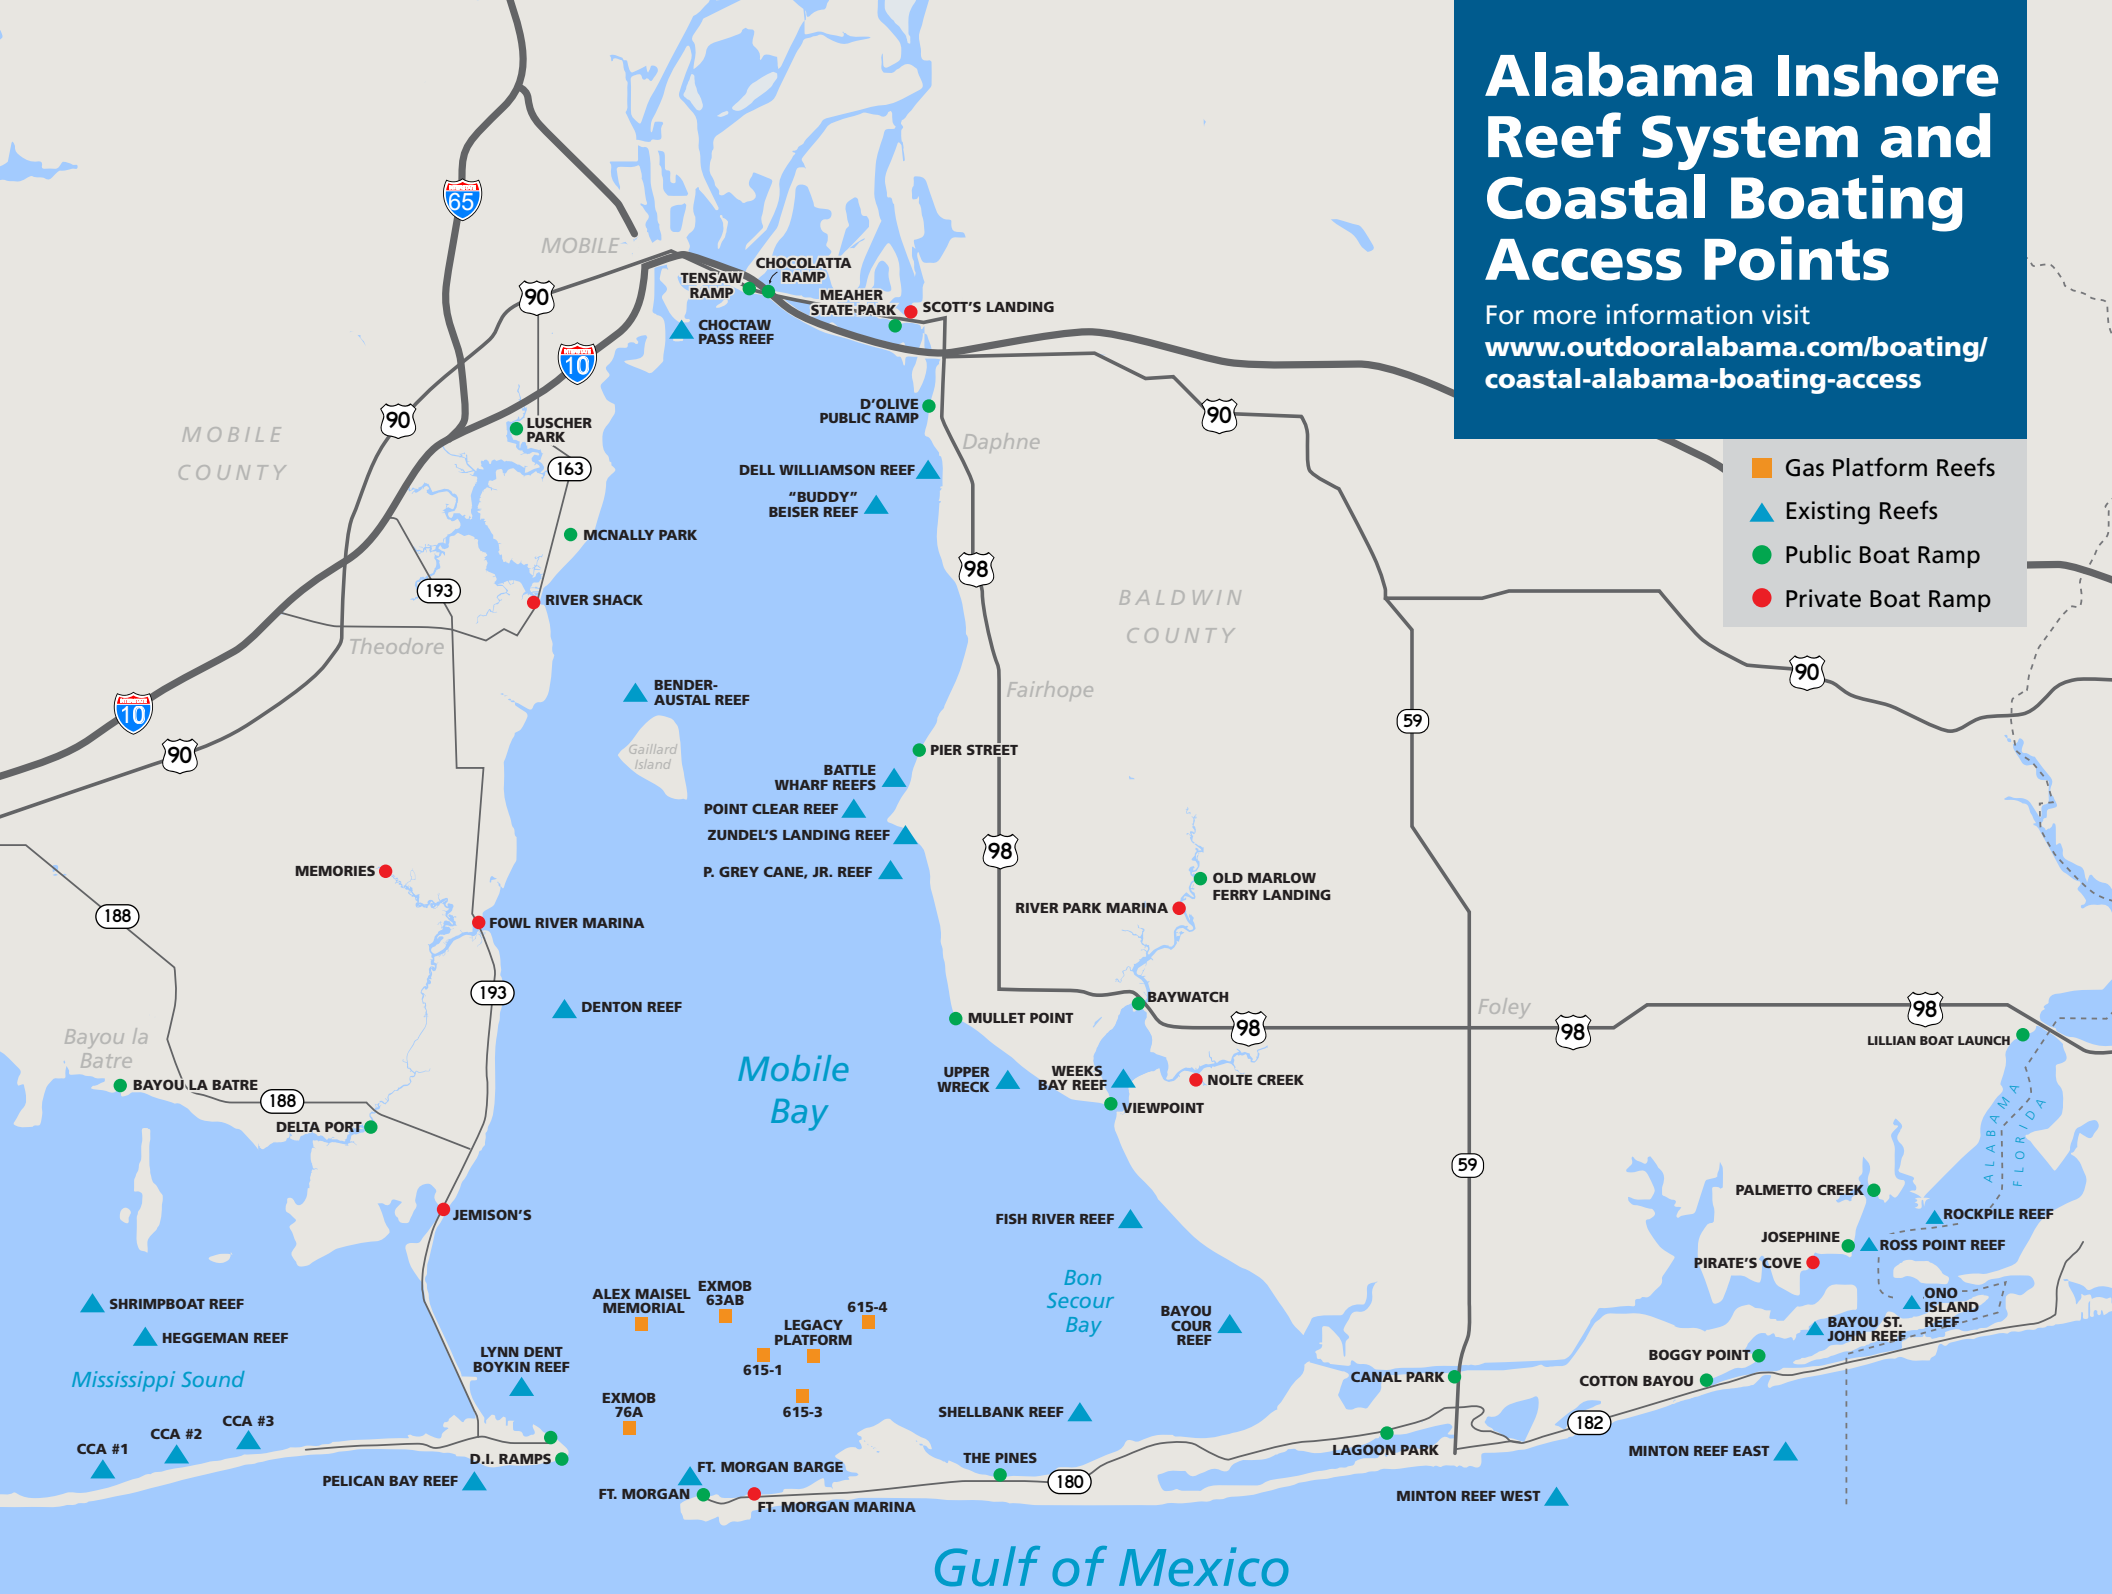 Alabama Inshore
Reef System and
Coastal Boating
Access Points
For more information visit
www.outdooralabama.com/boating/
coastal-alabama-boating-access
Gas Platform Reefs
Existing Reefs
Public Boat Ramp
Private Boat Ramp
65
MOBILE
90
CHOCOLATTA
RAMP
TENSAW
RAMP
MEAHER
STATE PARK
SCOTT'S LANDING
CHOCTAW
PASS REEF
10
90
90
D'OLIVE
PUBLIC RAMP
LUSCHER
PARK
MOBILE
COUNTY
Daphne
163
DELL WILLIAMSON REEF
"BUDDY"
BEISER REEF
MCNALLY PARK
98
193
RIVER SHACK
BALDWIN
COUNTY
Theodore
90
BENDER-
AUSTAL REEF
Fairhope
10
59
90
Gaillard
Island
PIER STREET
BATTLE
WHARF REEFS
POINT CLEAR REEF
ZUNDEL'S LANDING REEF
98
P. GREY CANE, JR. REEF
MEMORIES
OLD MARLOW
FERRY LANDING
RIVER PARK MARINA
188
FOWL RIVER MARINA
193
DENTON REEF
BAYWATCH
Foley
98
MULLET POINT
98
98
LILLIAN BOAT LAUNCH
Bayou la
Batre
Mobile
Bay
BAYOU LA BATRE
UPPER
WRECK
WEEKS
BAY REEF
NOLTE CREEK
188
VIEWPOINT
DELTA PORT
ALABAMA
FLORIDA
59
PALMETTO CREEK
JEMISON'S
FISH RIVER REEF
ROCKPILE REEF
JOSEPHINE
ROSS POINT REEF
PIRATE'S COVE
Bon
Secour
Bay
SHRIMPBOAT REEF
HEGGEMAN REEF
ALEX MAISEL
MEMORIAL
EXMOB
63AB
615-4
LEGACY
PLATFORM
615-1
BAYOU
COUR
REEF
ONO
ISLAND
REEF
BAYOU ST.
JOHN REEF
LYNN DENT
BOYKIN REEF
Mississippi Sound
BOGGY POINT
COTTON BAYOU
CANAL PARK
EXMOB
76A
615-3
SHELLBANK REEF
CCA #3
CCA #2
CCA #1
182
LAGOON PARK
MINTON REEF EAST
D.I. RAMPS
THE PINES
FT. MORGAN BARGE
PELICAN BAY REEF
180
FT. MORGAN
FT. MORGAN MARINA
MINTON REEF WEST
Gulf of Mexico